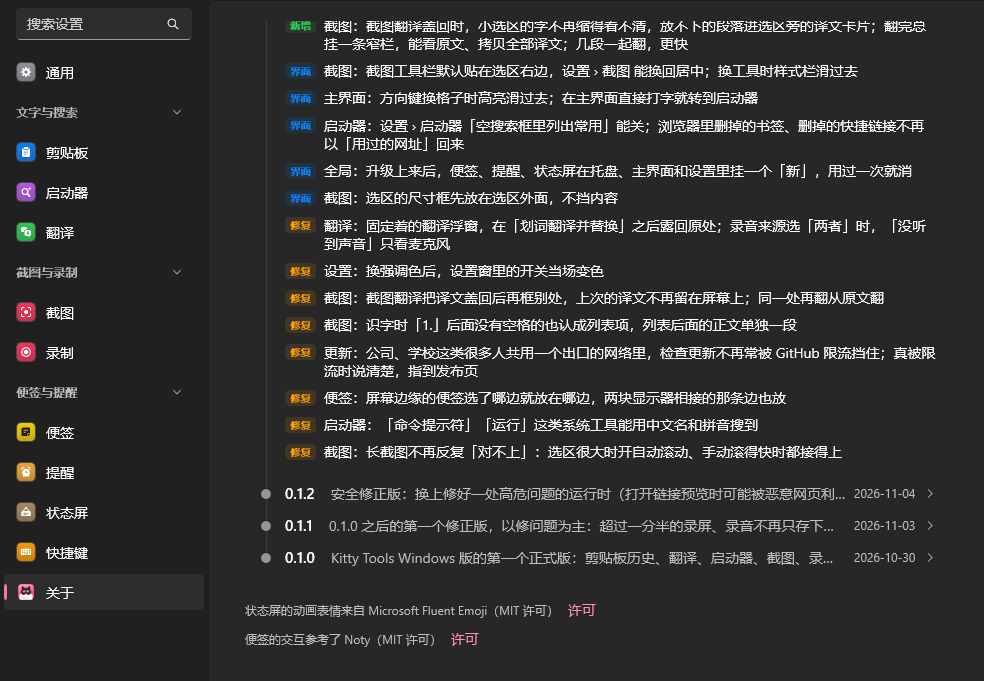 搜索设置
通用
文字与搜索
剪贴板
启动器
翻译
截图与录制
截图
录制
便签与提醒
便签
提醒
状态屏
快捷键
关于
新增 截图：截图翻译盖回时，小选区的字不再缩得看不清，放不下的段落进选区旁的译文卡片；翻完总
挂一条窄栏，能看原文、拷贝全部译文；几段一起翻，更快
界面 截图：截图工具栏默认贴在选区右边，设置 › 截图 能换回居中；换工具时样式栏滑过去
界面 主界面：方向键换格子时高亮滑过去；在主界面直接打字就转到启动器
界面 启动器：设置 › 启动器「空搜索框里列出常用」能关；浏览器里删掉的书签、删掉的快捷链接不再
以「用过的网址」回来
界面 全局：升级上来后，便签、提醒、状态屏在托盘、主界面和设置里挂一个「新」，用过一次就消
界面 截图：选区的尺寸框先放在选区外面，不挡内容
修复 翻译：固定着的翻译浮窗，在「划词翻译并替换」之后露回原处；录音来源选「两者」时，「没听
到声音」只看麦克风
修复 设置：换强调色后，设置窗里的开关当场变色
修复 截图：截图翻译把译文盖回后再框别处，上次的译文不再留在屏幕上；同一处再翻从原文翻
修复 截图：识字时「1.」后面没有空格的也认成列表项，列表后面的正文单独一段
修复 更新：公司、学校这类很多人共用一个出口的网络里，检查更新不再常被 GitHub 限流挡住；真被限
流时说清楚，指到发布页
修复 便签：屏幕边缘的便签选了哪边就放在哪边，两块显示器相接的那条边也放
修复 启动器：「命令提示符」「运行」这类系统工具能用中文名和拼音搜到
修复 截图：长截图不再反复「对不上」：选区很大时开自动滚动、手动滚得快时都接得上
0.1.2 安全修正版：换上修好一处高危问题的运行时（打开链接预览时可能被恶意网页利... 2026-11-04
0.1.1 0.1.0 之后的第一个修正版，以修问题为主：超过一分半的录屏、录音不再只存下... 2026-11-03
0.1.0 Kitty Tools Windows 版的第一个正式版：剪贴板历史、翻译、启动器、截图、录... 2026-10-30
状态屏的动画表情来自 Microsoft Fluent Emoji（MIT 许可） 许可
便签的交互参考了 Noty（MIT 许可） 许可